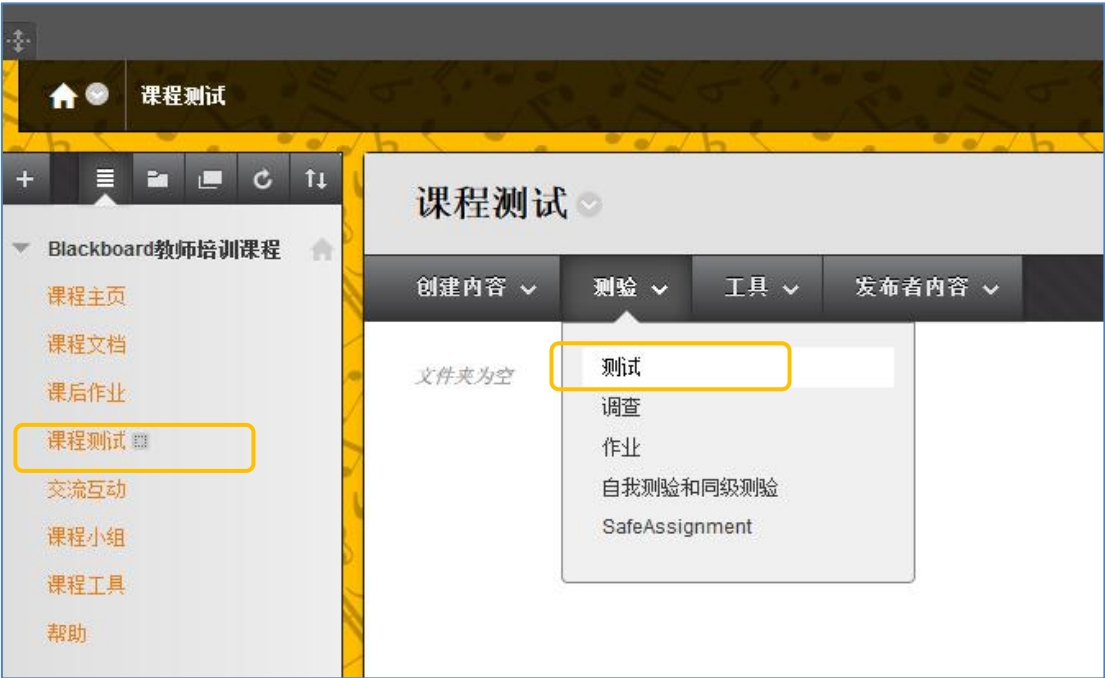 课程测试
Blackboard教师培训课程
课程主页
课程文档
课后作业
课程测试
交流互动
课程小组
课程工具
帮助
课程测试
创建内容 测验 工具 发布者内容
文件夹为空
测试
调查
作业
自我测验和同级测验
SafeAssignment